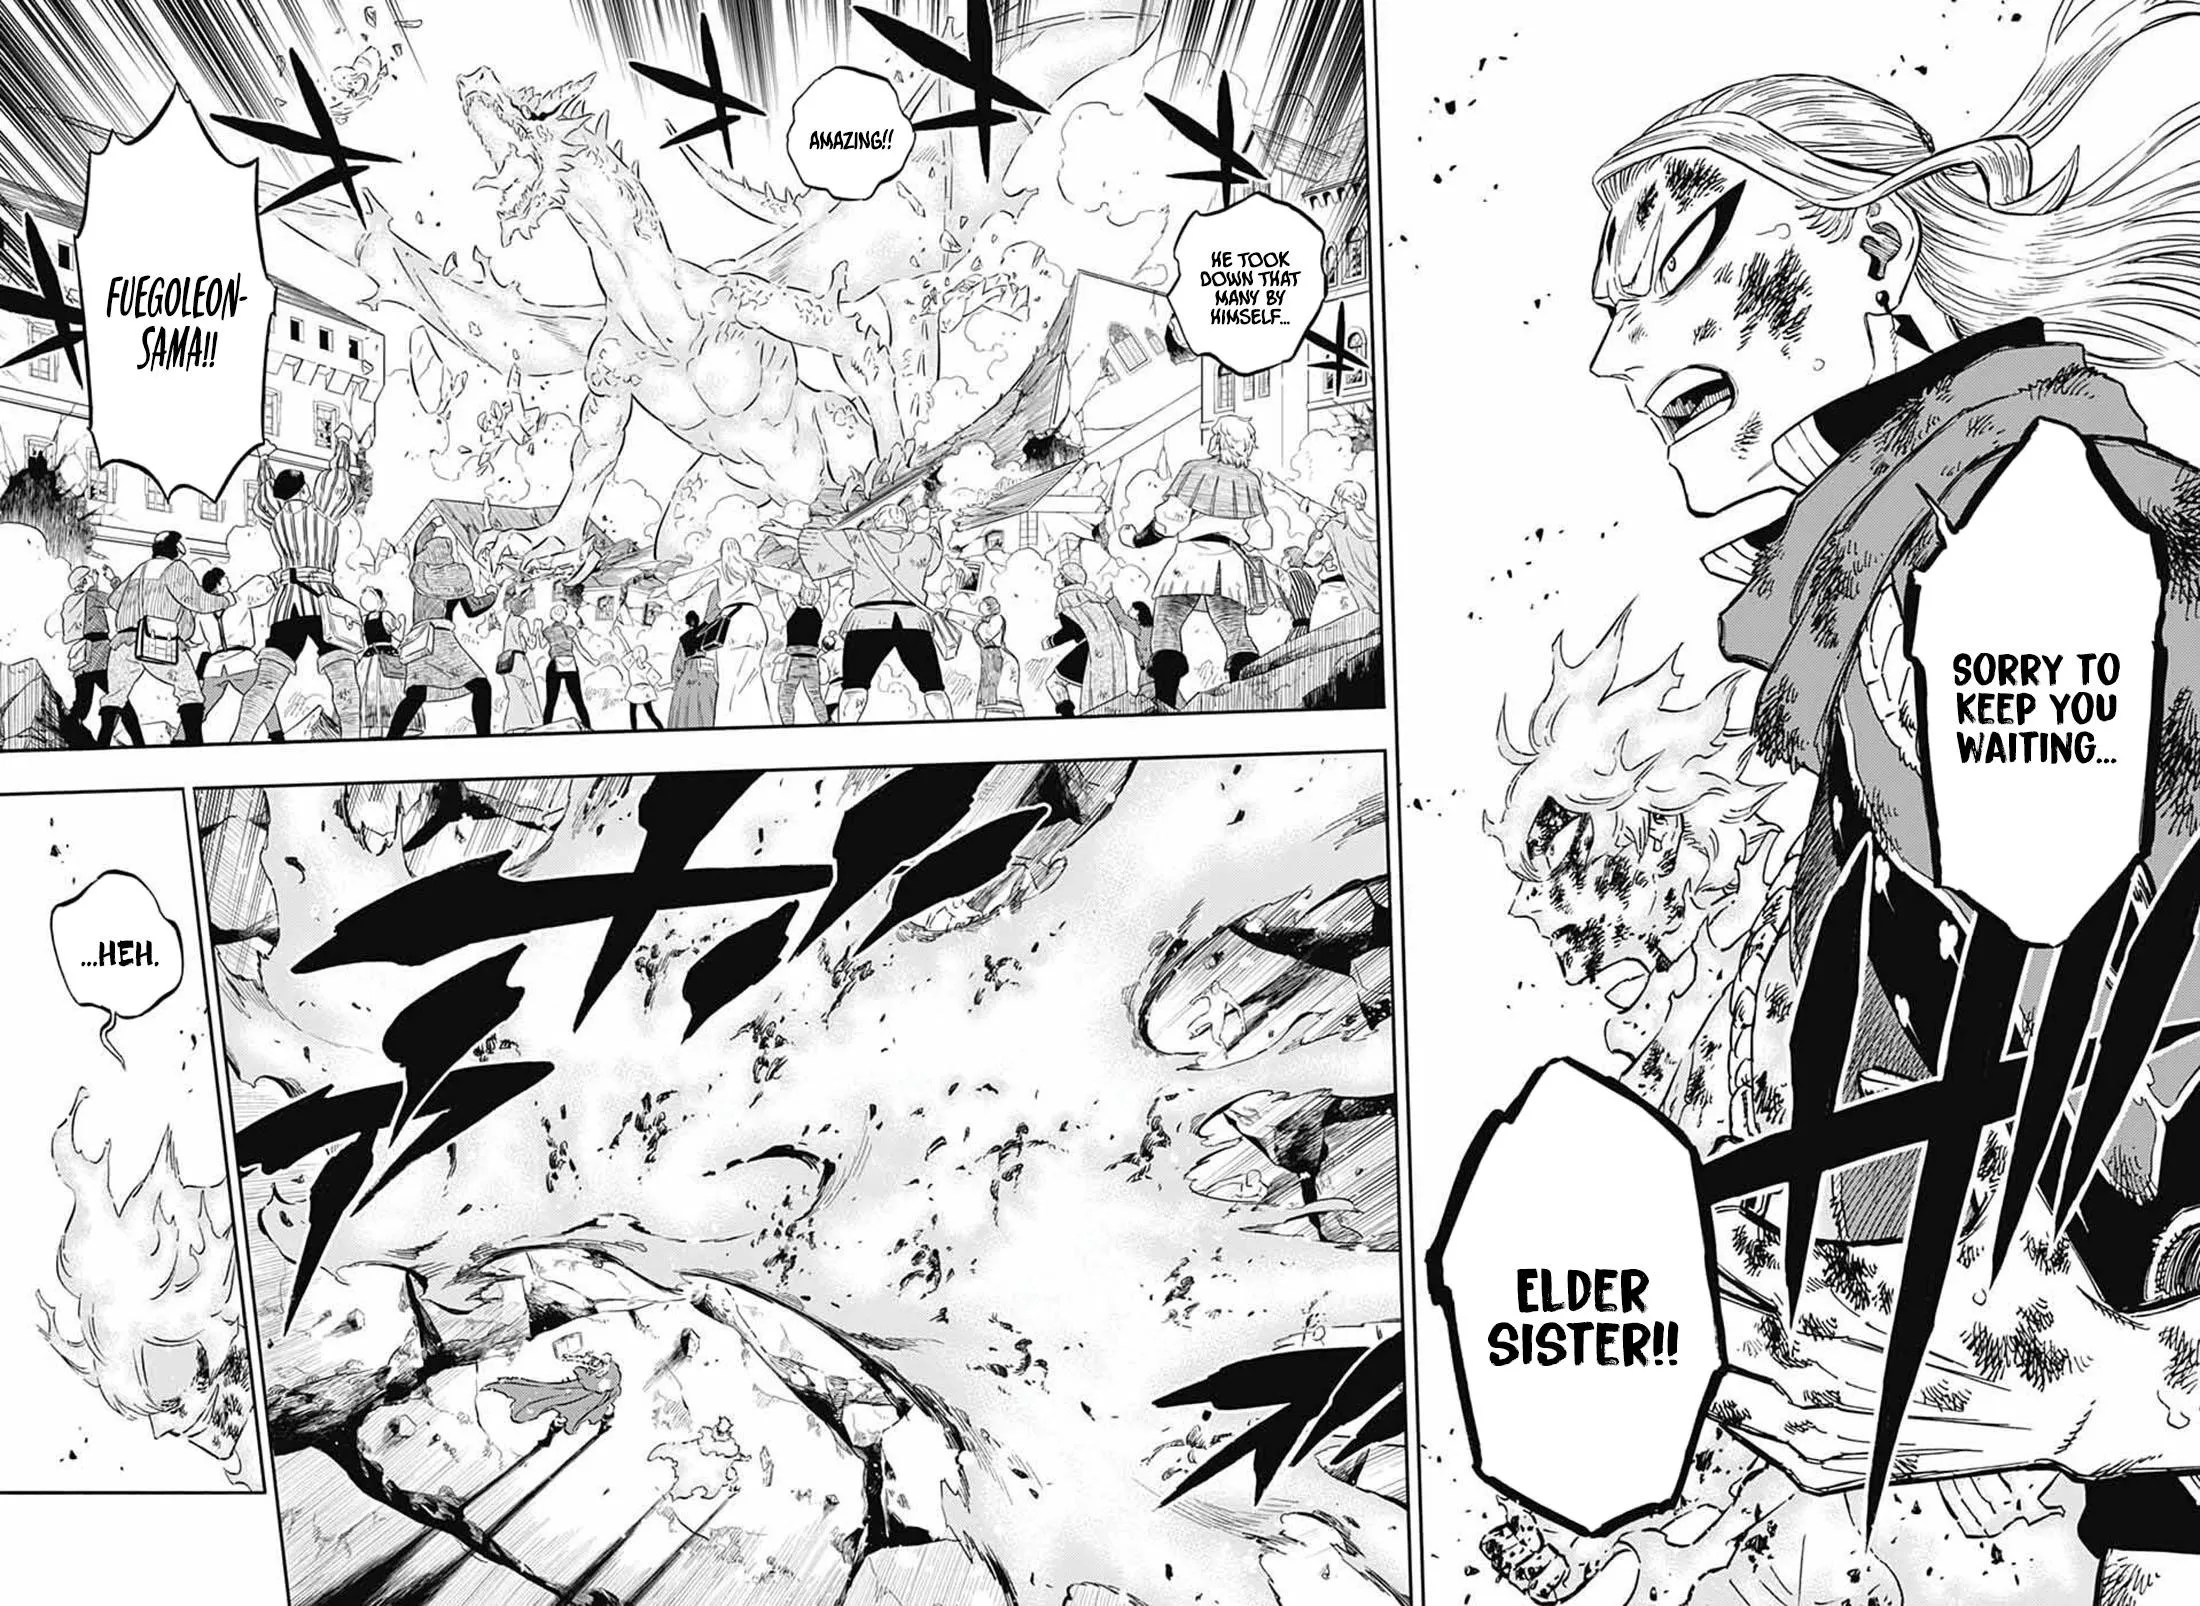 SORRY TO
KEEP YOU
WAITING...
ELDER
SISTER!!
HE TOOK
DOWN THAT
MANY BY
HIMSELF...
AMAZING!!
FUEGOLEON-
SAMA!!
...HEH.